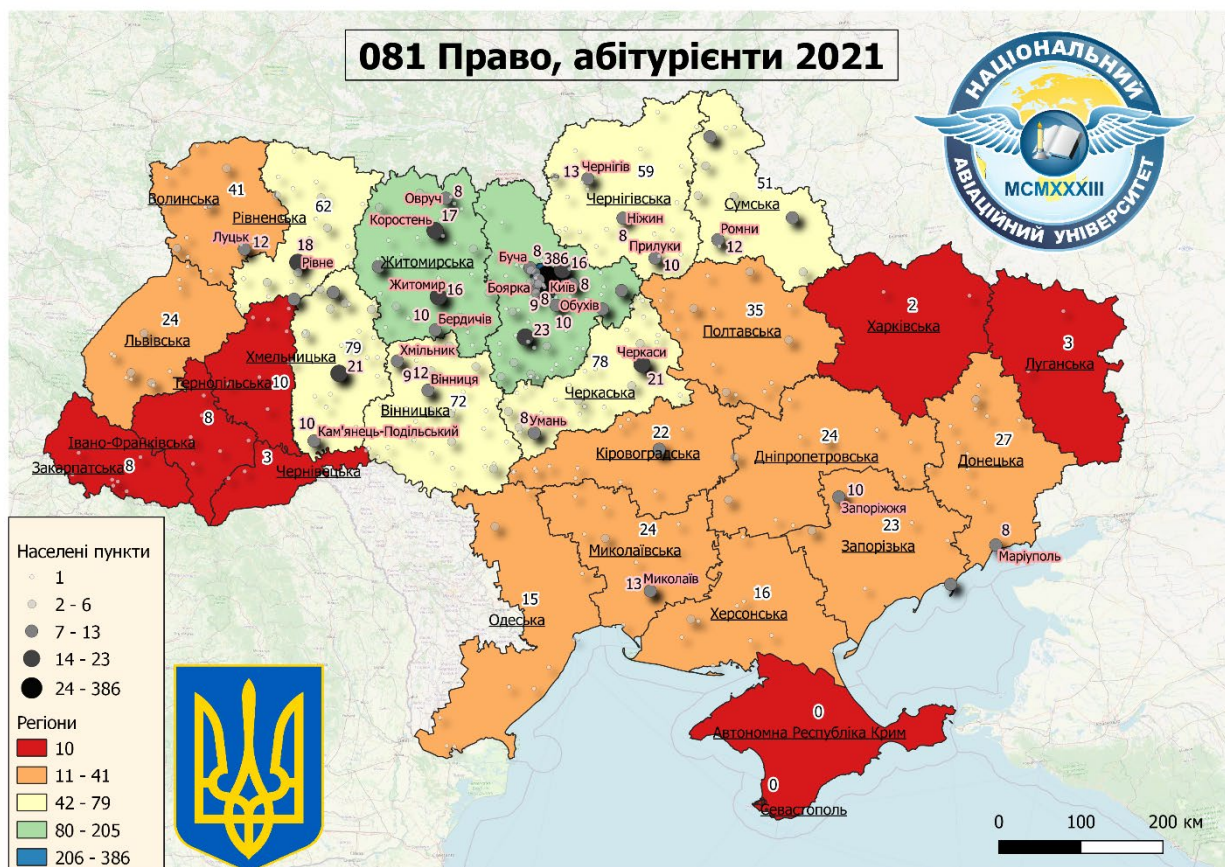 081 Право, абітурієнти 2021
НАЦІОНАЛЬНИЙ
АВІАЦІЙНИЙ УНІВЕРСИТЕТ
MCMXXXIII
41
Волинська
Луцьк
12
62
Рівненська
18
Рівне
Овруч
8
Коростень
17
Житомирська
Житомир
16
10
Бердичів
Буча
8
386
16
Боярка
Київ
8
9
8
Обухів
10
23
13
Чернігів
59
Чернігівська
Ніжин
8
Прилуки
10
51
Сумська
Ромни
12
24
Львівська
Тернопільська
10
Хмельницька
79
21
10
Кам'янець-Подільський
Хмільник
9
12
Вінниця
Вінницька
72
78
Черкаси
21
Черкаська
8
Умань
35
Полтавська
2
Харківська
3
Луганська
8
Івано-Франківська
Закарпатська
8
3
Чернівецька
22
Кіровоградська
24
Дніпропетровська
27
Донецька
10
Запоріжжя
23
Запорізька
8
Маріуполь
24
Миколаївська
13
Миколаїв
15
Одеська
16
Херсонська
0
Автономна Республіка Крим
0
Севастополь
Населені пункти
1
2 - 6
7 - 13
14 - 23
24 - 386
Регіони
10
11 - 41
42 - 79
80 - 205
206 - 386
0 100 200 км